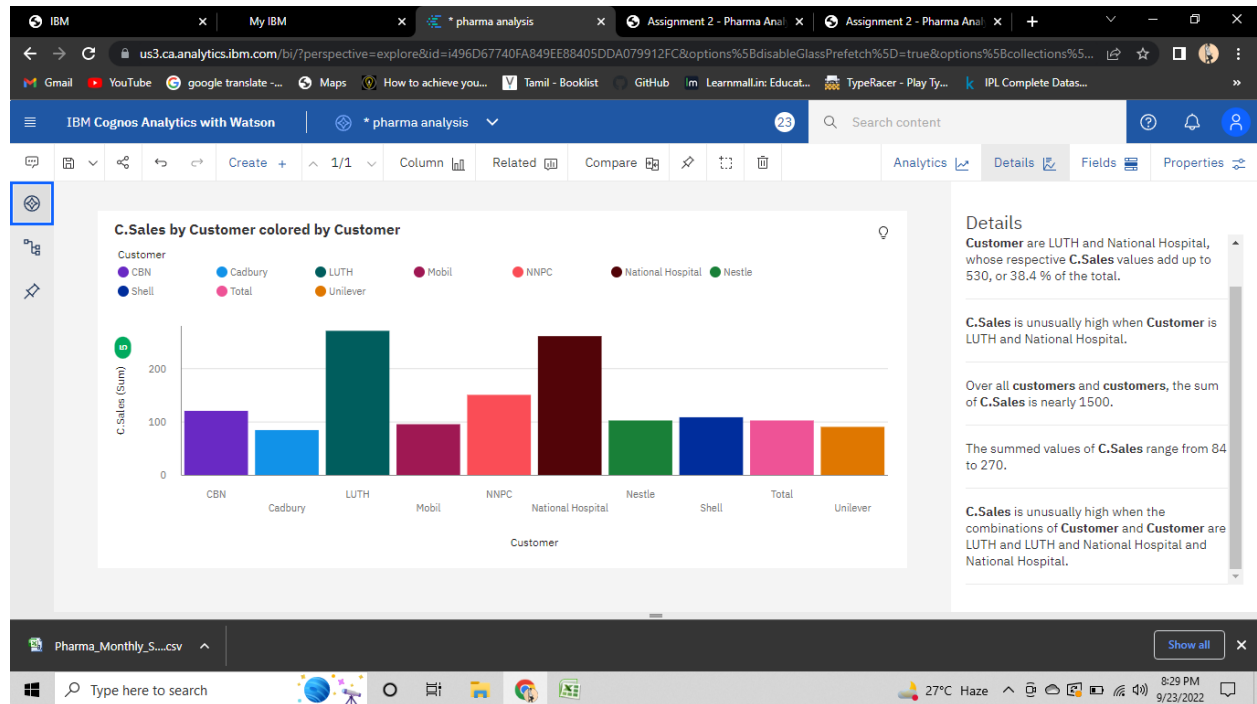 IBM
My IBM
* pharma analysis
Assignment 2 - Pharma Anal
Assignment 2 - Pharma Anal
us3.ca.analytics.ibm.com/bi/?perspective=explore&id=i496D67740FA849EE88405DDA079912FC&options%5BdisableGlassPrefetch%5D=true&options%5Bcollections%5...
Gmail YouTube google translate -... Maps How to achieve you... Tamil - Booklist GitHub Learnmall.in: Educat... TypeRacer - Play Ty... IPL Complete Datas... »
IBM Cognos Analytics with Watson
* pharma analysis
23
Search content
Create + 1/1 Column Related Compare
Analytics Details Fields Properties
C.Sales by Customer colored by Customer
Customer
CBN Cadbury LUTH Mobil NNPC National Hospital Nestle
Shell Total Unilever
C.Sales (Sum)
200
100
0
CBN LUTH NNPC Nestle Total
Cadbury Mobil National Hospital Shell Unilever
Customer
Details
Customer are LUTH and National Hospital,
whose respective C.Sales values add up to
530, or 38.4 % of the total.
C.Sales is unusually high when Customer is
LUTH and National Hospital.
Over all customers and customers, the sum
of C.Sales is nearly 1500.
The summed values of C.Sales range from 84
to 270.
C.Sales is unusually high when the
combinations of Customer and Customer are
LUTH and LUTH and National Hospital and
National Hospital.
Pharma_Monthly_S....csv
Show all
Type here to search
27°C Haze
8:29 PM
9/23/2022